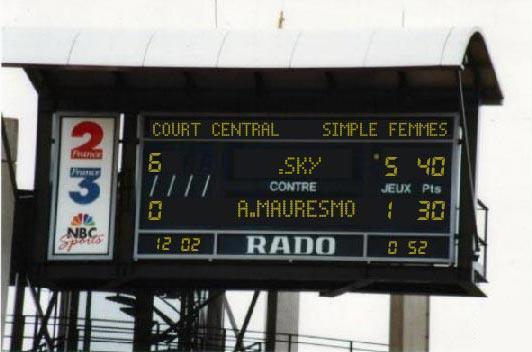 COURT CENTRAL SIMPLE FEMMES
2
France
France
3
NBC
Sports
6 .SKY 5 40
//// CONTRE JEUX Pts
0 A.MAURESMO 1 30
12 02 RADO 0 52